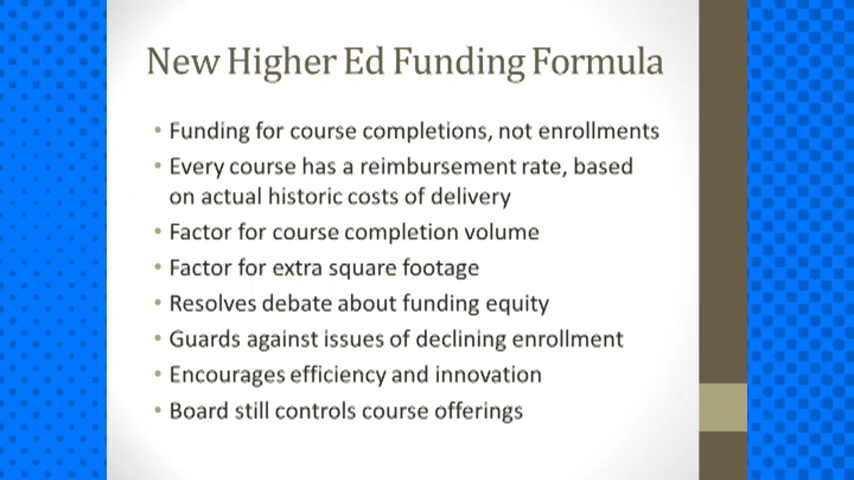 New Higher Ed Funding Formula
• Funding for course completions, not enrollments
• Every course has a reimbursement rate, based
on actual historic costs of delivery
• Factor for course completion volume
• Factor for extra square footage
• Resolves debate about funding equity
• Guards against issues of declining enrollment
• Encourages efficiency and innovation
• Board still controls course offerings